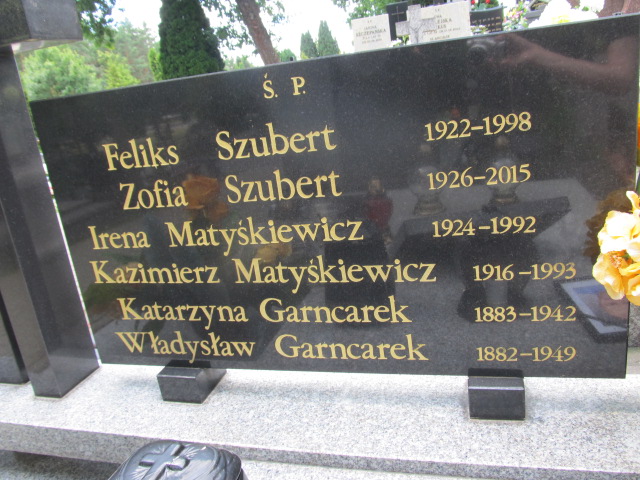 Ś. P.
Feliks Szubert 1922-1998
Zofia Szubert 1926-2015
Irena Matyśkiewicz 1924-1992
Kazimierz Matyśkiewicz 1916-1993
Katarzyna Garncarek 1883-1942
Władysław Garncarek 1882-1949